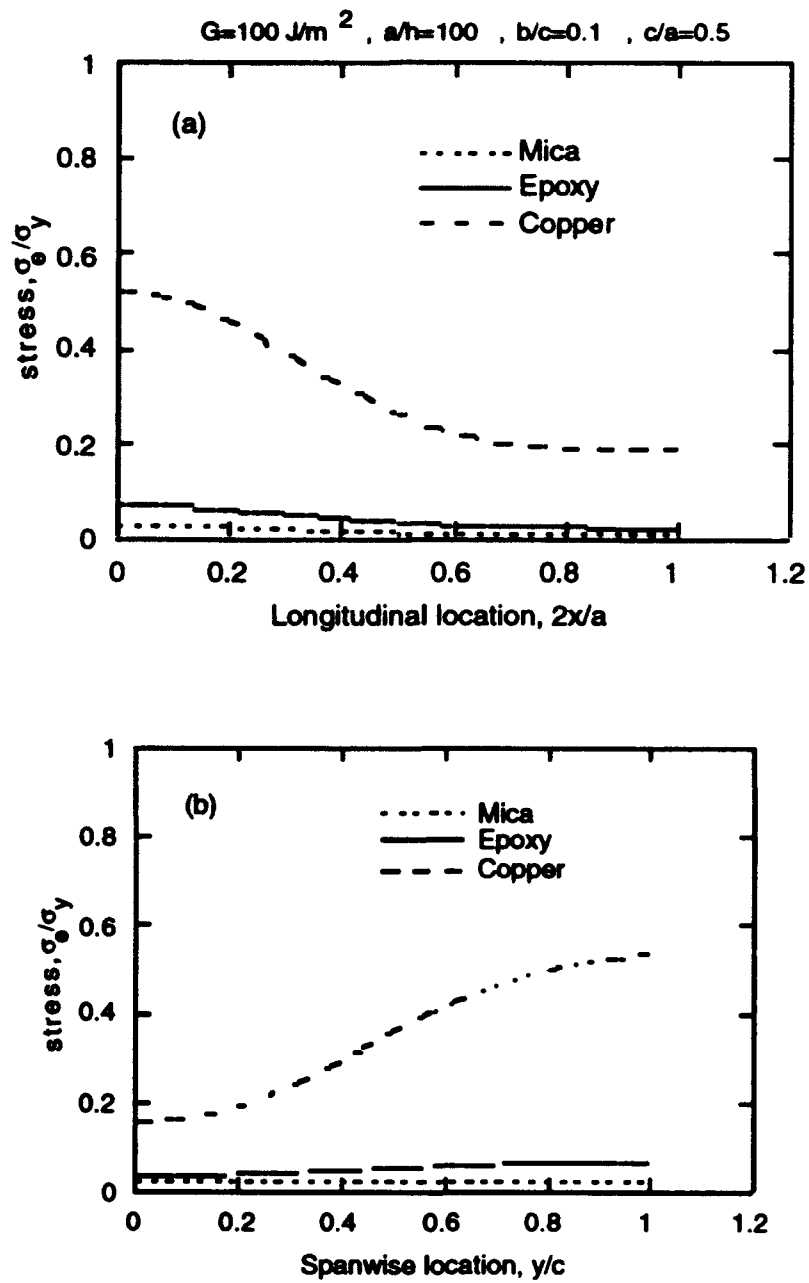 G=100 J/m 2 , a/h=100 , b/c=0.1 , c/a=0.5
1
(a)
Mica
0.8
Epoxy
Copper
0.6
stress, σe/σy
0.4
0.2
0
0 0.2 0.4 0.6 0.8 1 1.2
Longitudinal location, 2x/a
1
(b)
Mica
0.8
Epoxy
Copper
0.6
stress, σe/σy
0.4
0.2
0
0 0.2 0.4 0.6 0.8 1 1.2
Spanwise location, y/c